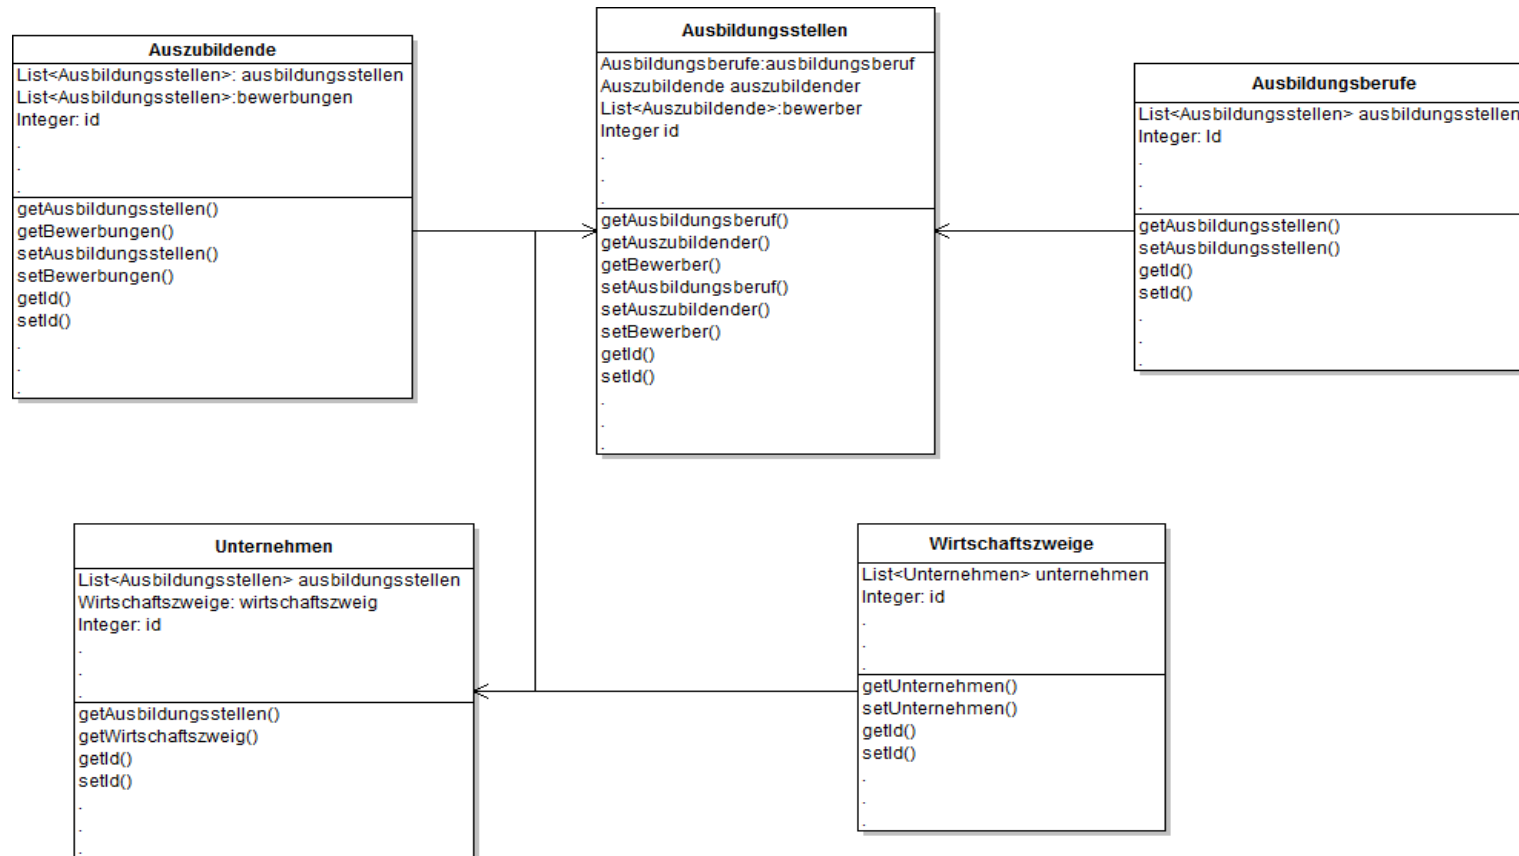 Auszubildende
List<Ausbildungsstellen>: ausbildungsstellen
List<Ausbildungsstellen>:bewerbungen
Integer: id
.
.
.
getAusbildungsstellen()
getBewerbungen()
setAusbildungsstellen()
setBewerbungen()
getId()
setId()
.
.
.
Ausbildungsstellen
Ausbildungsberufe:ausbildungsberuf
Auszubildende auszubildender
List<Auszubildende>:bewerber
Integer id
.
.
.
getAusbildungsberuf()
getAuszubildender()
getBewerber()
setAusbildungsberuf()
setAuszubildender()
setBewerber()
getId()
setId()
.
.
.
Ausbildungsberufe
List<Ausbildungsstellen> ausbildungsstellen
Integer: Id
.
.
.
getAusbildungsstellen()
setAusbildungsstellen()
getId()
setId()
.
.
.
Unternehmen
List<Ausbildungsstellen> ausbildungsstellen
Wirtschaftszweige: wirtschaftszweig
Integer: id
.
.
.
getAusbildungsstellen()
getWirtschaftszweig()
getId()
setId()
.
.
.
Wirtschaftszweige
List<Unternehmen> unternehmen
Integer: id
.
.
.
getUnternehmen()
setUnternehmen()
getId()
setId()
.
.
.